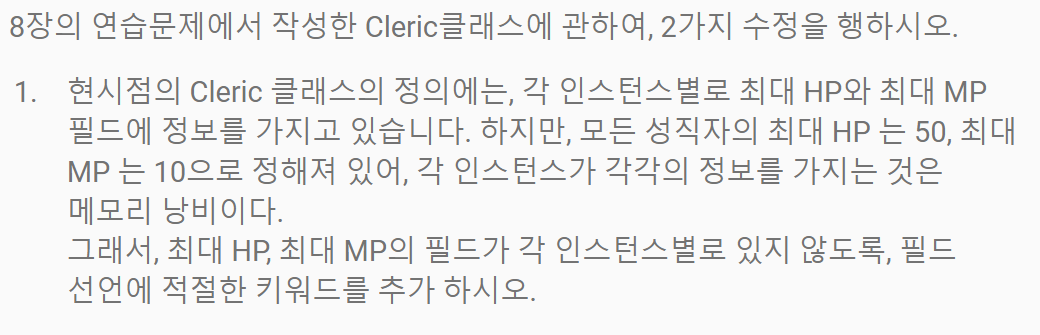 8장의 연습문제에서 작성한 Cleric클래스에 관하여, 2가지 수정을 행하시오.
1. 현시점의 Cleric 클래스의 정의에는, 각 인스턴스별로 최대 HP와 최대 MP
필드에 정보를 가지고 있습니다. 하지만, 모든 성직자의 최대 HP 는 50, 최대
MP 는 10으로 정해져 있어, 각 인스턴스가 각각의 정보를 가지는 것은
메모리 낭비이다.
그래서, 최대 HP, 최대 MP의 필드가 각 인스턴스별로 있지 않도록, 필드
선언에 적절한 키워드를 추가 하시오.